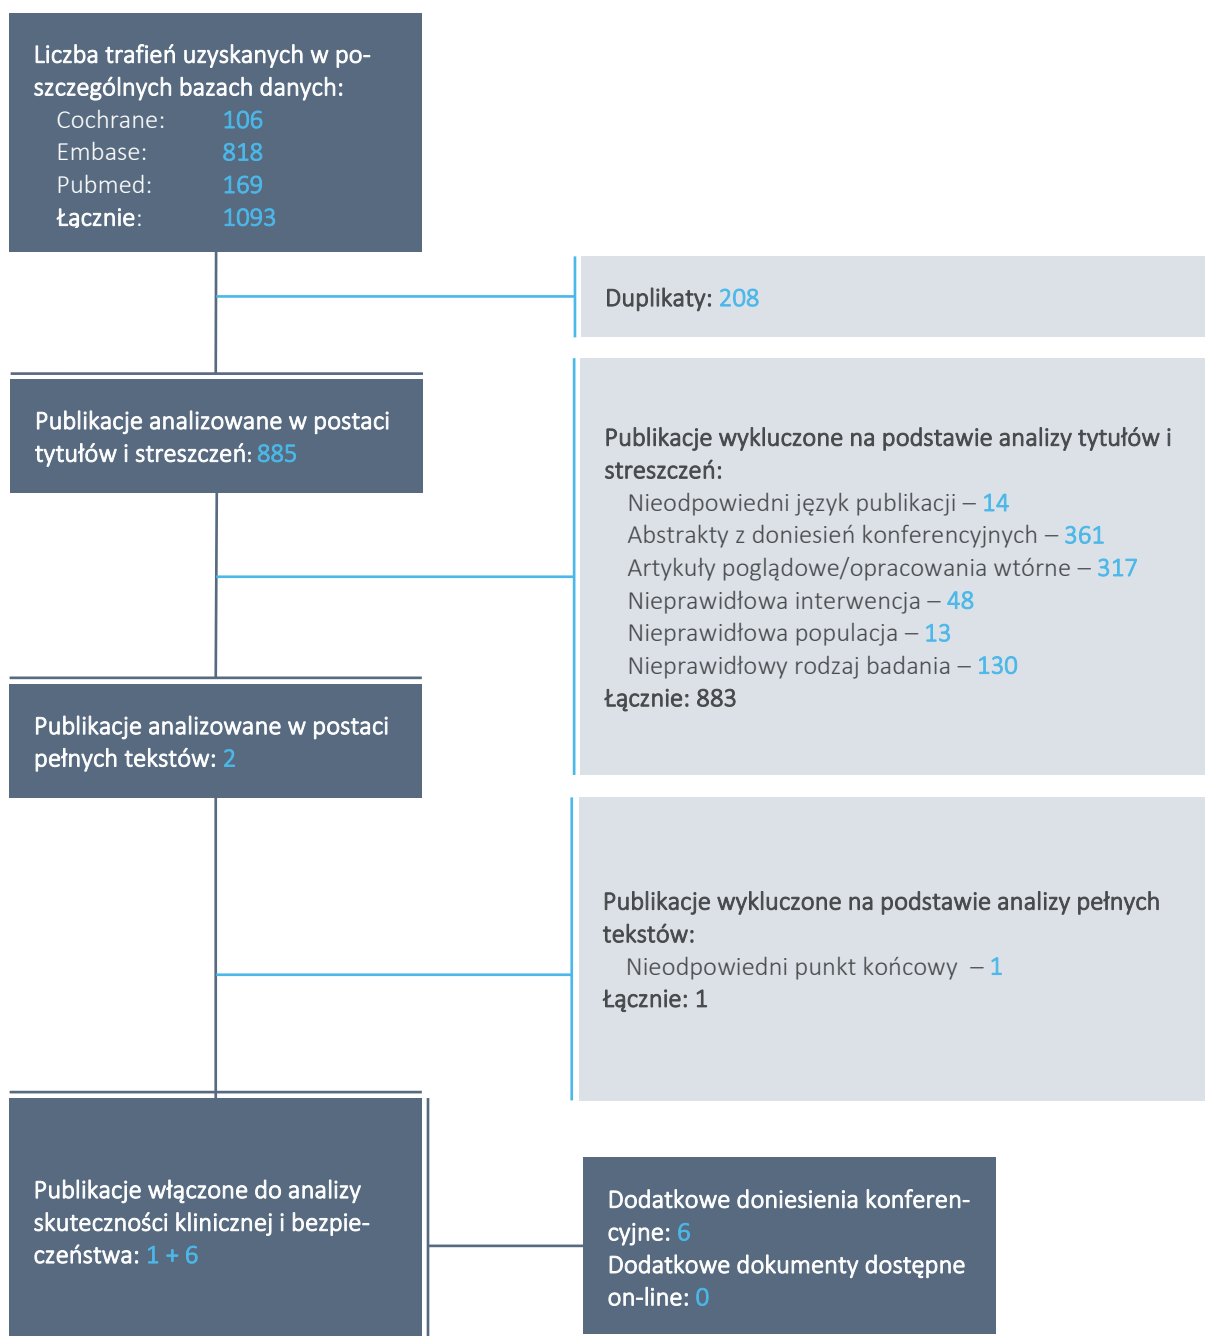 Liczba trafień uzyskanych w po-
szczególnych bazach danych:
Cochrane: 106
Embase: 818
Pubmed: 169
Łącznie: 1093
Duplikaty: 208
Publikacje analizowane w postaci
tytułów i streszczeń: 885
Publikacje wykluczone na podstawie analizy tytułów i
streszczeń:
Nieodpowiedni język publikacji – 14
Abstrakty z doniesień konferencyjnych – 361
Artykuły poglądowe/opracowania wtórne – 317
Nieprawidłowa interwencja – 48
Nieprawidłowa populacja – 13
Nieprawidłowy rodzaj badania – 130
Łącznie: 883
Publikacje analizowane w postaci
pełnych tekstów: 2
Publikacje wykluczone na podstawie analizy pełnych
tekstów:
Nieodpowiedni punkt końcowy – 1
Łącznie: 1
Publikacje włączone do analizy
skuteczności klinicznej i bezpie-
czeństwa: 1 + 6
Dodatkowe doniesienia konferen-
cyjne: 6
Dodatkowe dokumenty dostępne
on-line: 0